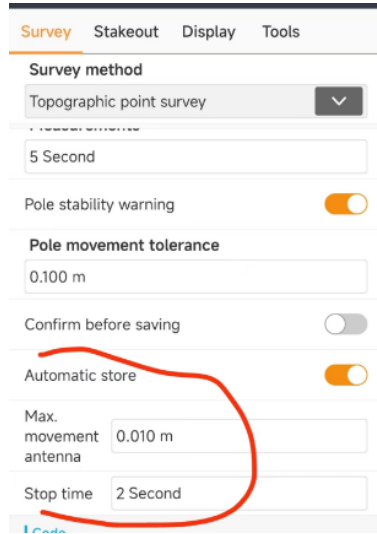 Survey Stakeout Display Tools
Survey method
Topographic point survey
Measurements
5 Second
Pole stability warning
Pole movement tolerance
0.100 m
Confirm before saving
Automatic store
Max.
movement
antenna
0.010 m
Stop time
2 Second
Code